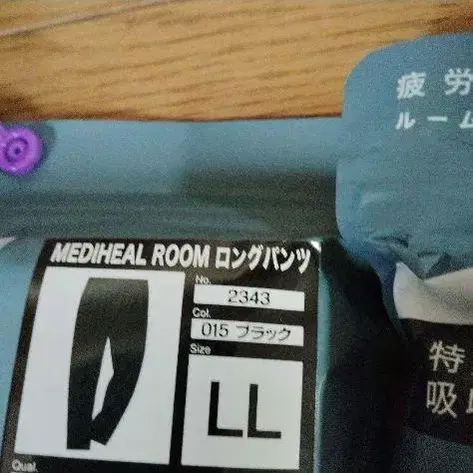 疲労
ルーム
MEDIHEAL ROOM ロングパンツ
No.
2343
Col.
015 ブラック
Size
LL
特
吸
Qual.